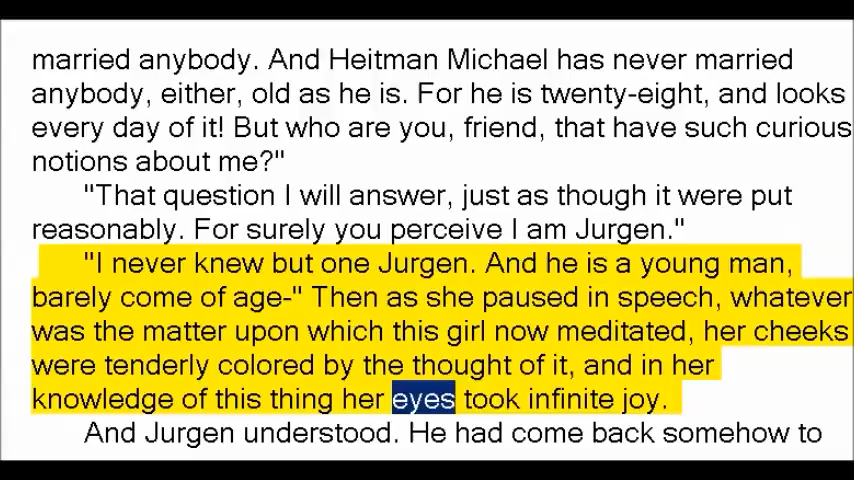 married anybody. And Heitman Michael has never married
anybody, either, old as he is. For he is twenty-eight, and looks
every day of it! But who are you, friend, that have such curious
notions about me?"
"That question I will answer, just as though it were put
reasonably. For surely you perceive I am Jurgen."
"I never knew but one Jurgen. And he is a young man,
barely come of age-" Then as she paused in speech, whatever
was the matter upon which this girl now meditated, her cheeks
were tenderly colored by the thought of it, and in her
knowledge of this thing her eyes took infinite joy.
And Jurgen understood. He had come back somehow to